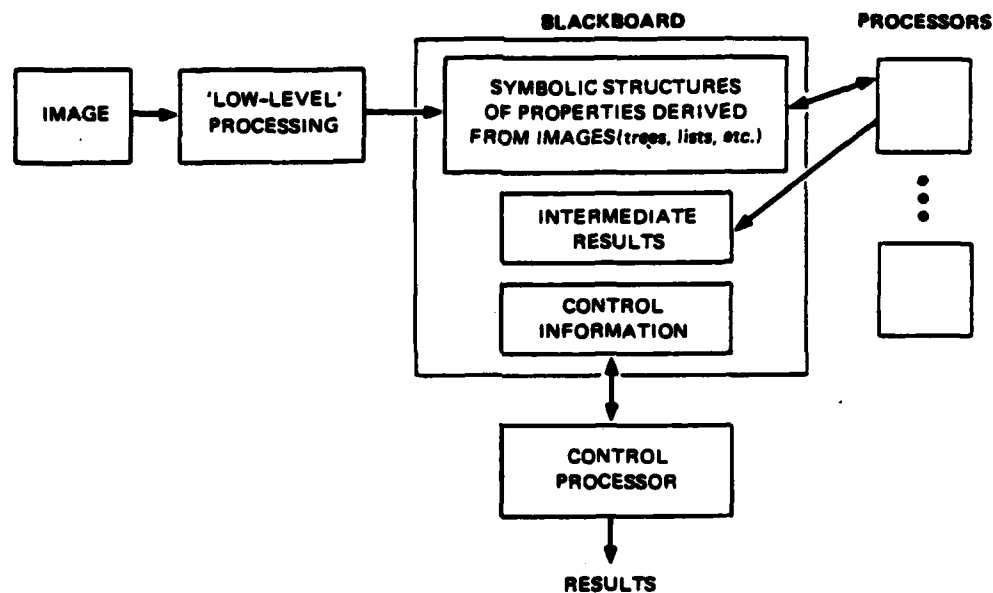 BLACKBOARD
PROCESSORS
IMAGE
'LOW-LEVEL'
PROCESSING
SYMBOLIC STRUCTURES
OF PROPERTIES DERIVED
FROM IMAGES (trees, lists, etc.)
INTERMEDIATE
RESULTS
CONTROL
INFORMATION
CONTROL
PROCESSOR
RESULTS